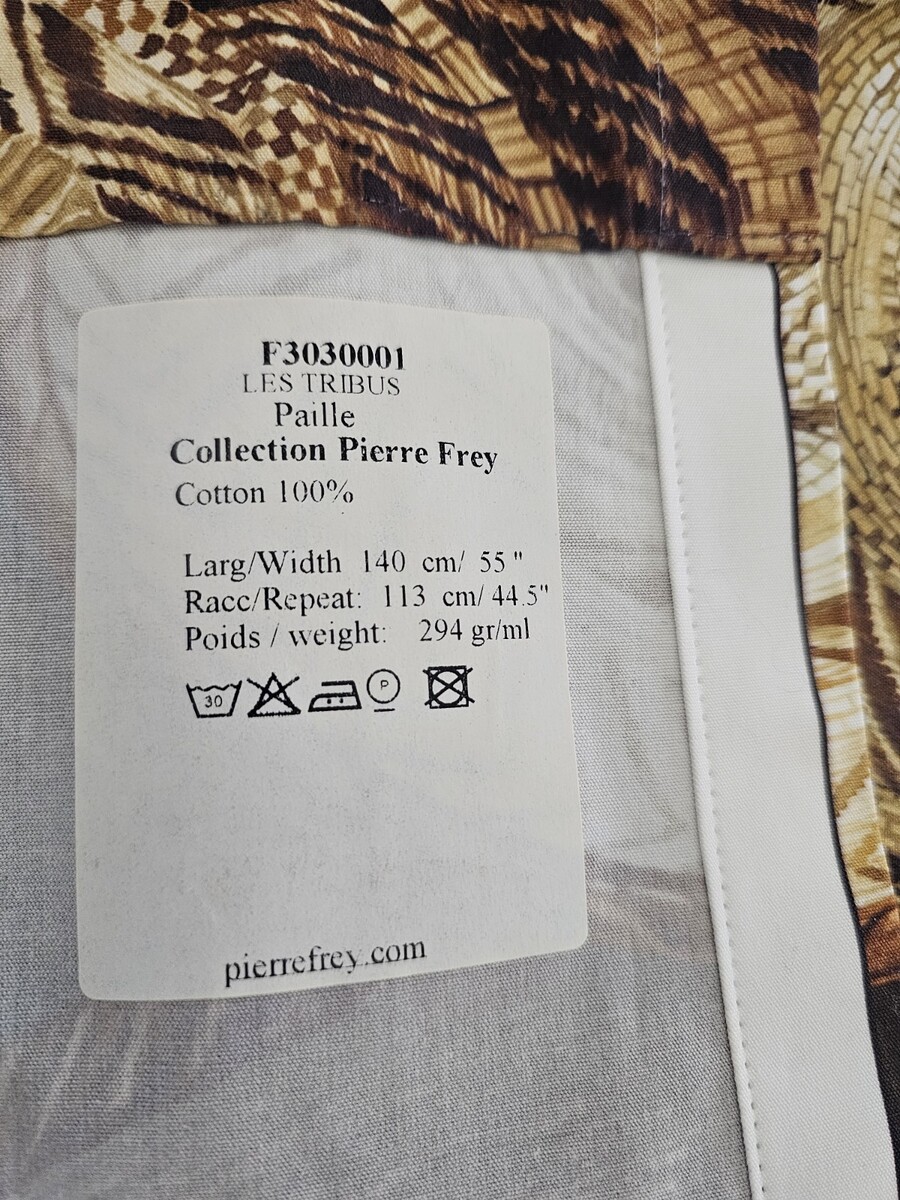 F3030001
LES TRIBUS
Paille
Collection Pierre Frey
Cotton 100%
Larg/Width 140 cm/ 55"
Racc/Repeat: 113 cm/ 44.5"
Poids / weight: 294 gr/ml
30 P
pierrefrey.com